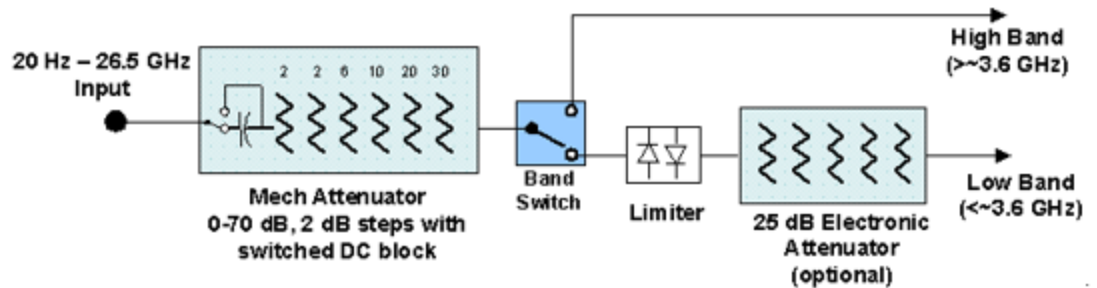 20 Hz – 26.5 GHz
Input
2 2 6 10 20 30
Mech Attenuator
0-70 dB, 2 dB steps with
switched DC block
Band
Switch
Limiter
25 dB Electronic
Attenuator
(optional)
High Band
(>~3.6 GHz)
Low Band
(<~3.6 GHz)